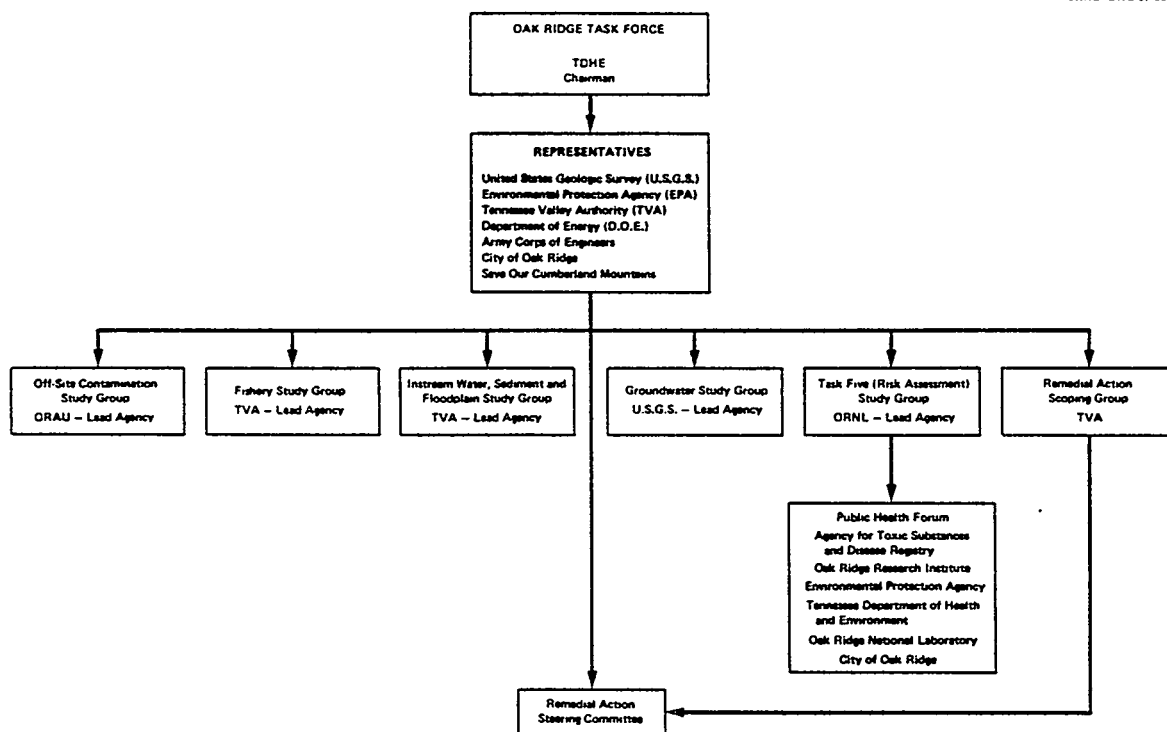 OAK RIDGE TASK FORCE
TDHE
Chairman
REPRESENTATIVES
United States Geologic Survey (U.S.G.S.)
Environmental Protection Agency (EPA)
Tennessee Valley Authority (TVA)
Department of Energy (D.O.E.)
Army Corps of Engineers
City of Oak Ridge
Save Our Cumberland Mountains
Off-Site Contamination
Study Group
ORAU – Lead Agency
Fishery Study Group
TVA – Lead Agency
Instream Water, Sediment and
Floodplain Study Group
TVA – Lead Agency
Groundwater Study Group
U.S.G.S. – Lead Agency
Task Five (Risk Assessment)
Study Group
ORNL – Lead Agency
Remedial Action
Scoping Group
TVA
Public Health Forum
Agency for Toxic Substances
and Disease Registry
Oak Ridge Research Institute
Environmental Protection Agency
Tennessee Department of Health
and Environment
Oak Ridge National Laboratory
City of Oak Ridge
Remedial Action
Steering Committee